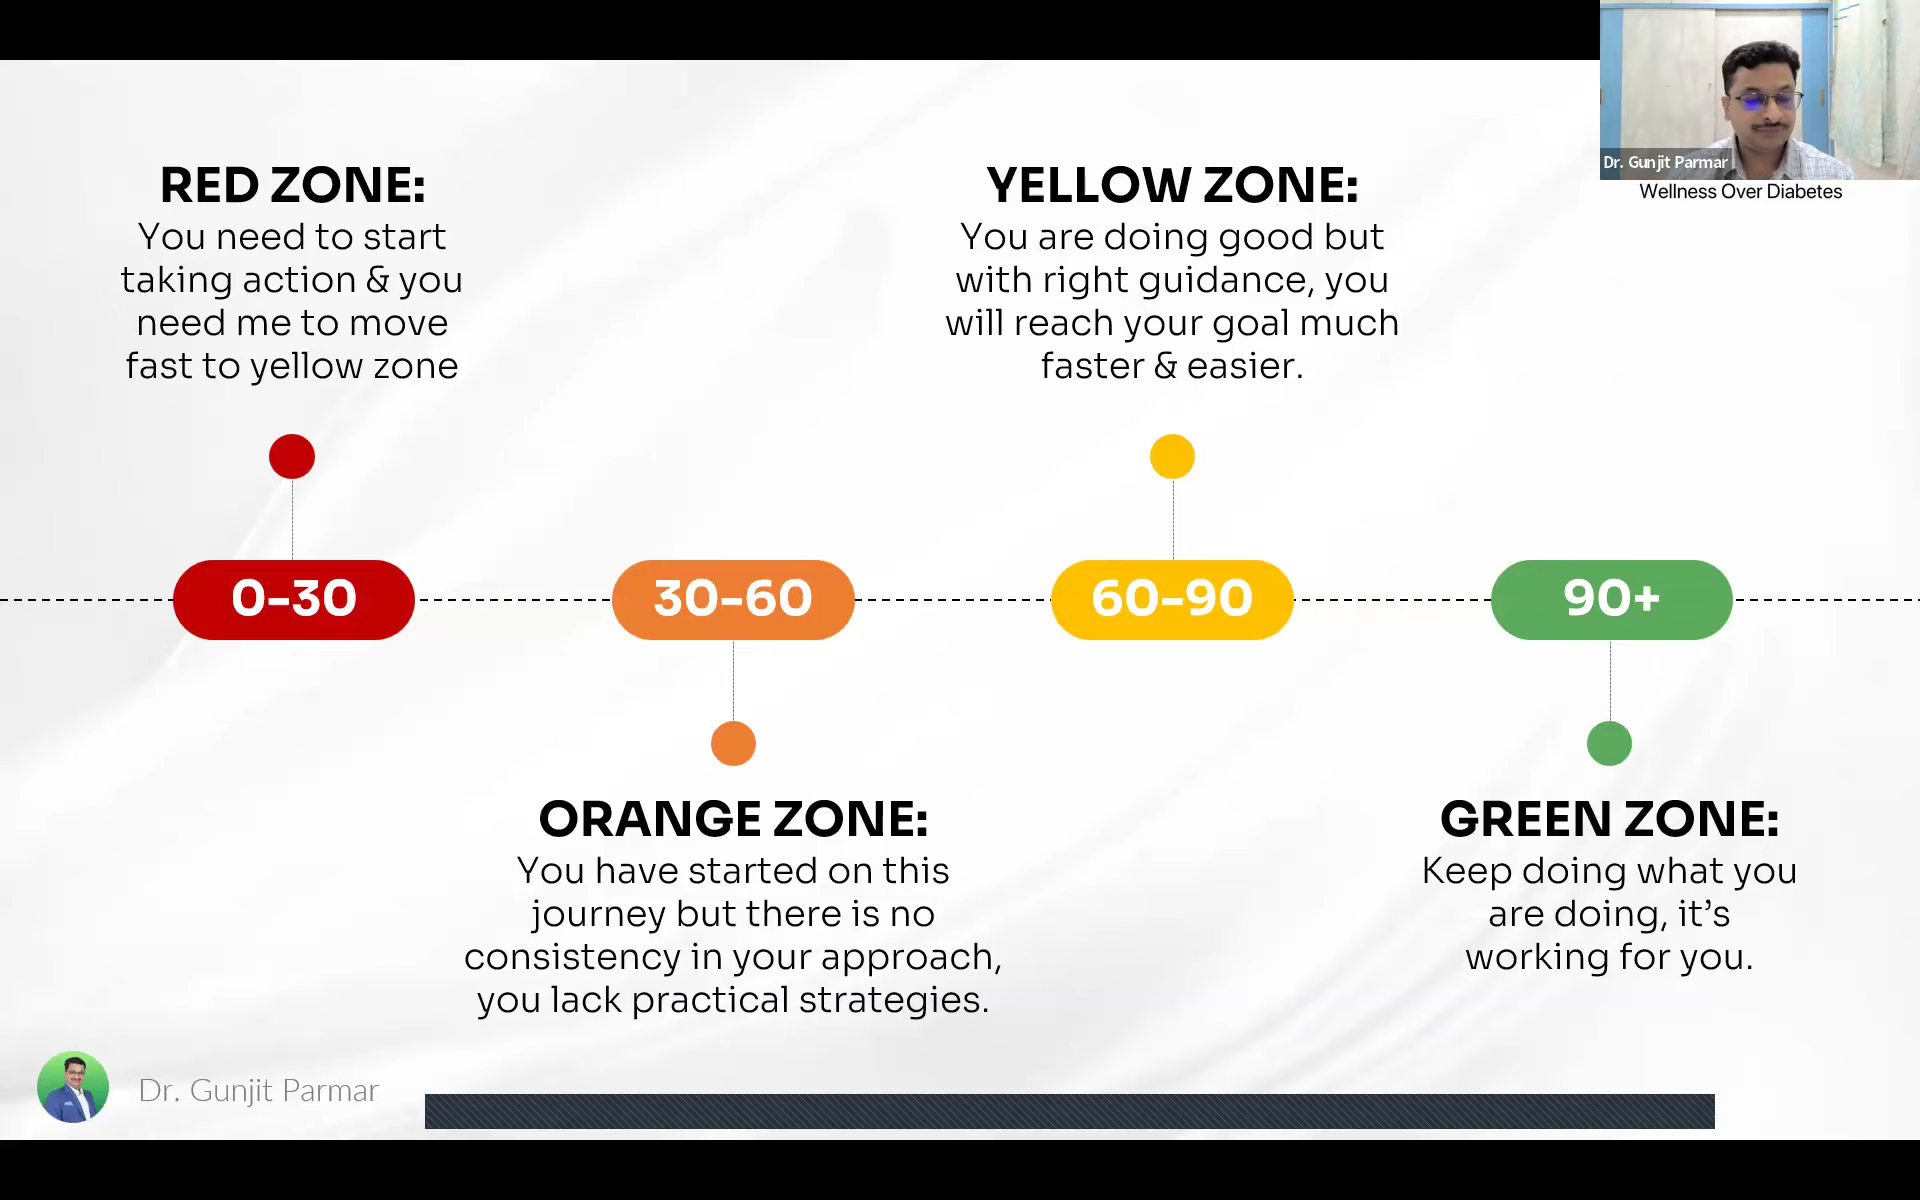 Dr. Gunjit Parmar
Wellness Over Diabetes
RED ZONE:
You need to start
taking action & you
need me to move
fast to yellow zone
YELLOW ZONE:
You are doing good but
with right guidance, you
will reach your goal much
faster & easier.
0-30
30-60
60-90
90+
ORANGE ZONE:
You have started on this
journey but there is no
consistency in your approach,
you lack practical strategies.
GREEN ZONE:
Keep doing what you
are doing, it's
working for you.
Dr. Gunjit Parmar